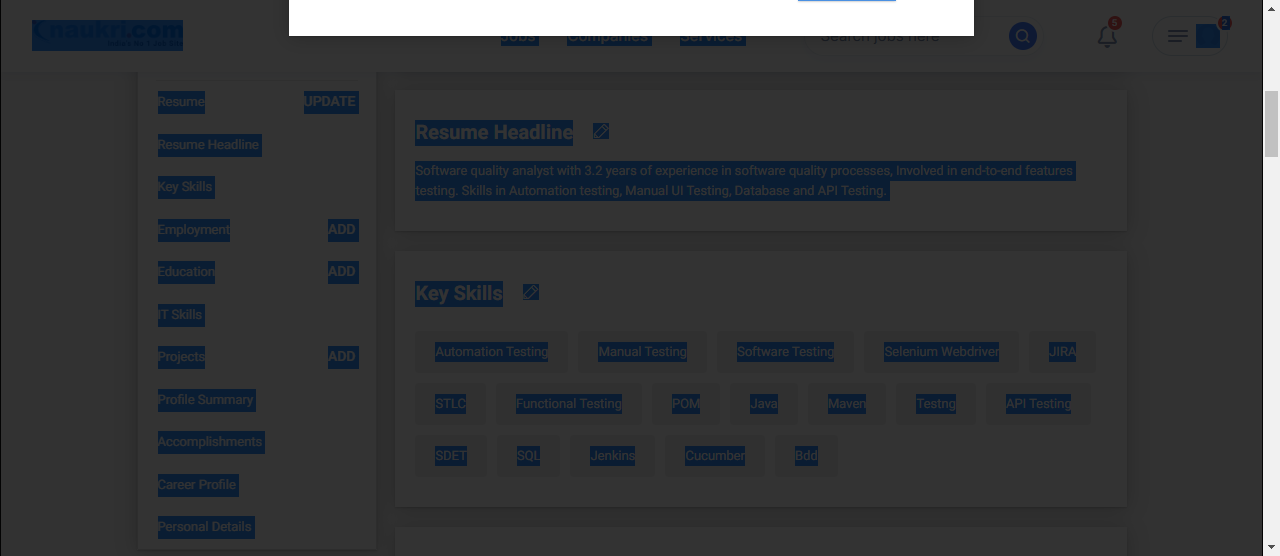 naukri.com
Jobs Companies Services Search jobs here 5 2
Resume UPDATE
Resume Headline
Key Skills
Employment ADD
Education ADD
IT Skills
Projects ADD
Profile Summary
Accomplishments
Career Profile
Personal Details
Resume Headline
Software quality analyst with 3.2 years of experience in software quality processes, Involved in end-to-end features
testing. Skills in Automation testing, Manual UI Testing, Database and API Testing.
Key Skills
Automation Testing Manual Testing Software Testing Selenium Webdriver JIRA
STLC Functional Testing POM Java Maven Testng API Testing
SDET SQL Jenkins Cucumber Bdd